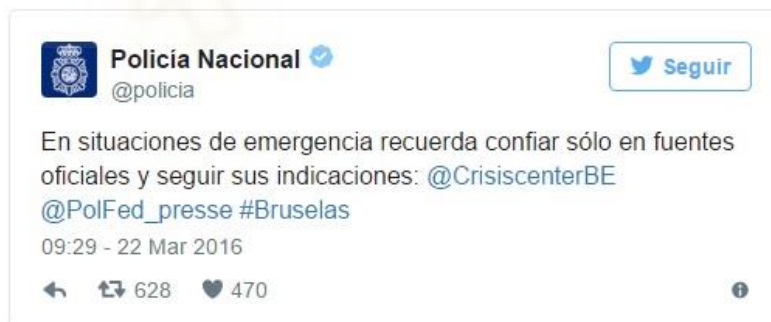 Policía Nacional
Seguir
@policia
En situaciones de emergencia recuerda confiar sólo en fuentes
oficiales y seguir sus indicaciones: @CrisiscenterBE
@PolFed_presse #Bruselas
09:29 - 22 Mar 2016
628 470